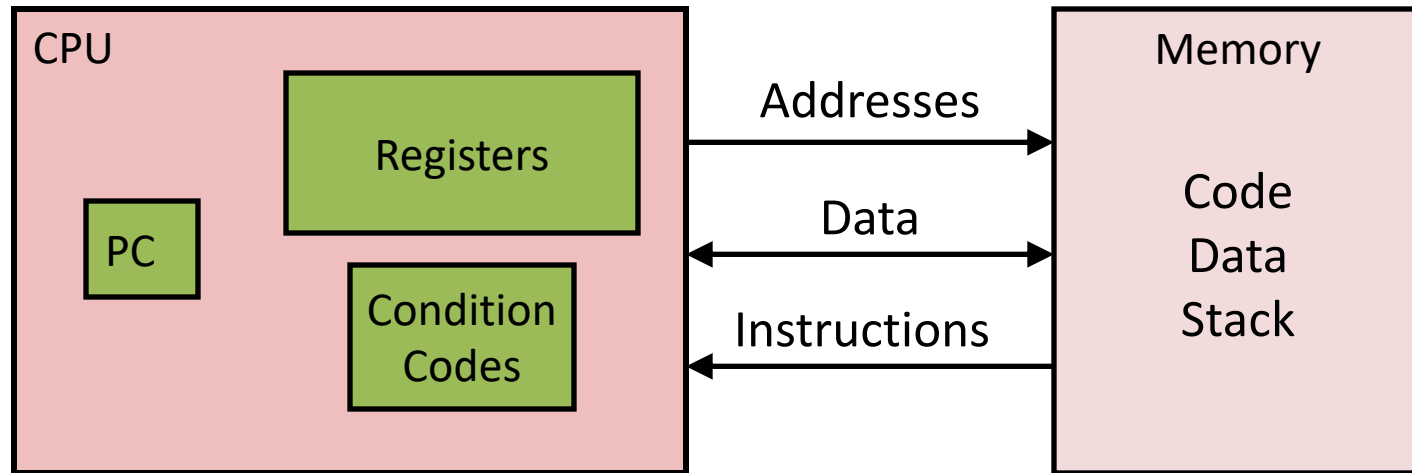 CPU
Registers
PC
Condition
Codes
Addresses
Data
Instructions
Memory
Code
Data
Stack